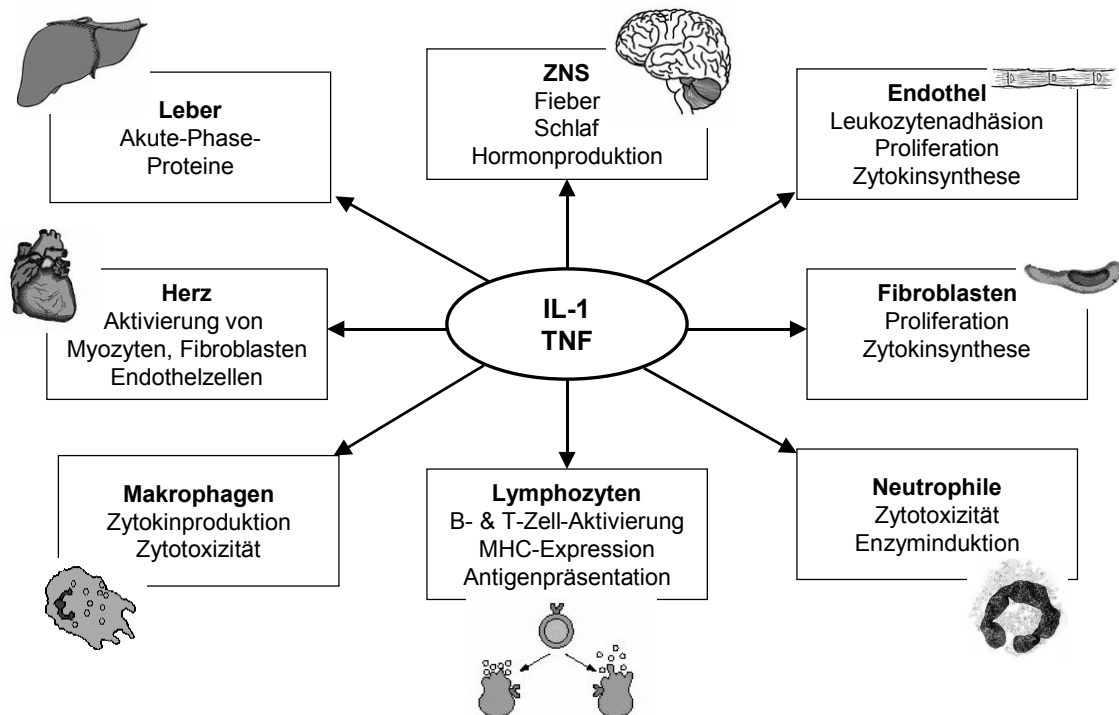 Leber
Akute-Phase-
Proteine
ZNS
Fieber
Schlaf
Hormonproduktion
Endothel
Leukozytenadhäsion
Proliferation
Zytokinsynthese
Herz
Aktivierung von
Myozyten, Fibroblasten
Endothelzellen
IL-1
TNF
Fibroblasten
Proliferation
Zytokinsynthese
Makrophagen
Zytokinproduktion
Zytotoxizität
Lymphozyten
B- & T-Zell-Aktivierung
MHC-Expression
Antigenpräsentation
Neutrophile
Zytotoxizität
Enzyminduktion